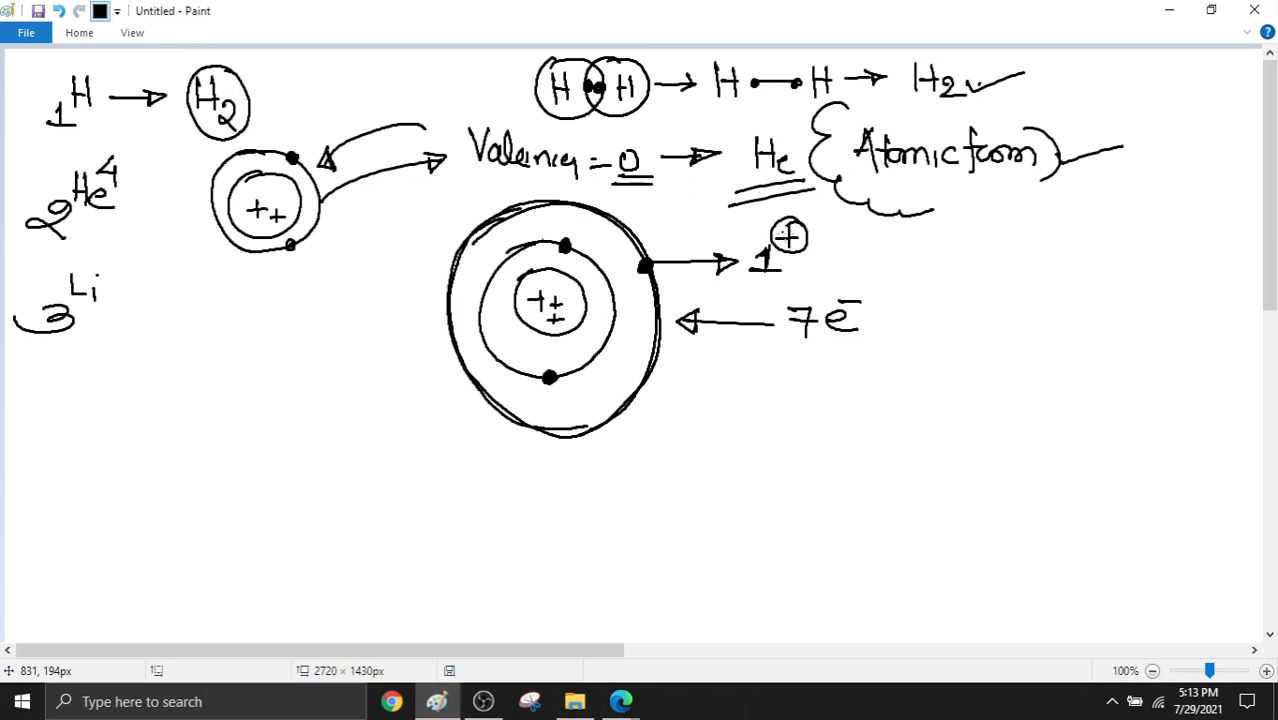 Untitled - Paint
File Home View
1H → H2
H H → H • • H → H2 ✓
2He4
Valency = 0 → He { Atomic from }
+ +
3Li
+ + +
→ 1+
← 7e̅
831, 194px
2720 × 1430px
100%
Type here to search
5:13 PM
7/29/2021